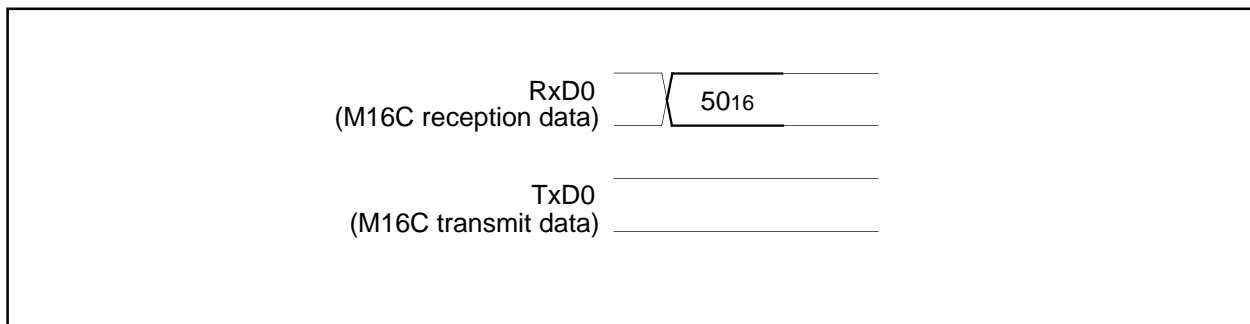 RxD0
(M16C reception data)
5016
TxD0
(M16C transmit data)